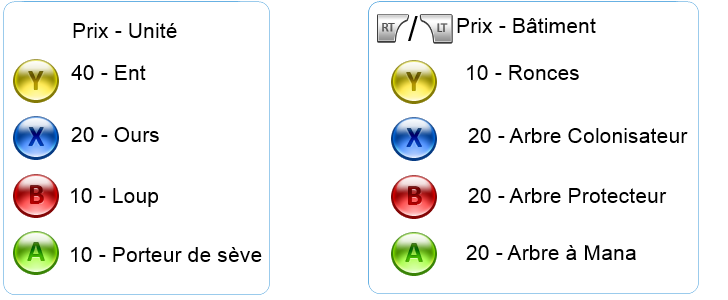 Prix - Unité
Y 40 - Ent
X 20 - Ours
B 10 - Loup
A 10 - Porteur de sève
RT / LT Prix - Bâtiment
Y 10 - Ronces
X 20 - Arbre Colonisateur
B 20 - Arbre Protecteur
A 20 - Arbre à Mana